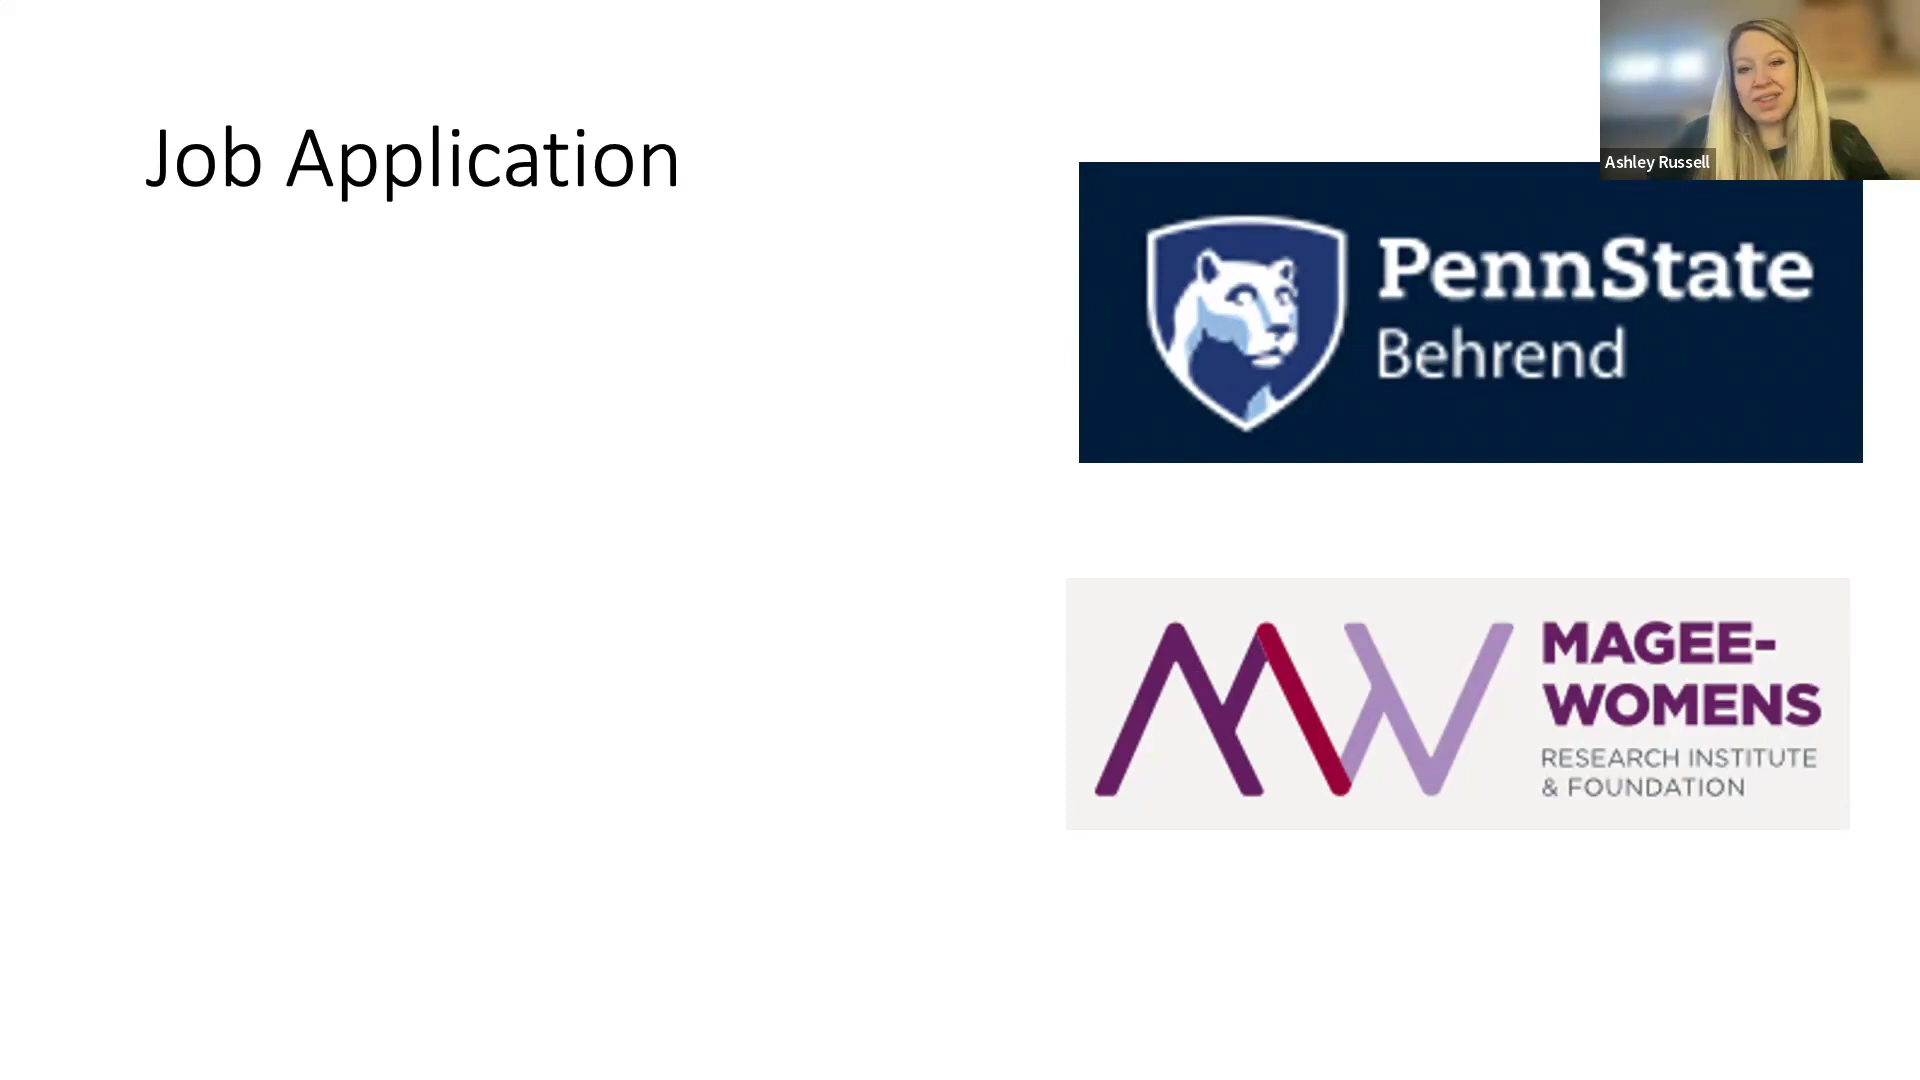 Job Application
Ashley Russell
PennState
Behrend
MAGEE-
WOMENS
RESEARCH INSTITUTE
& FOUNDATION